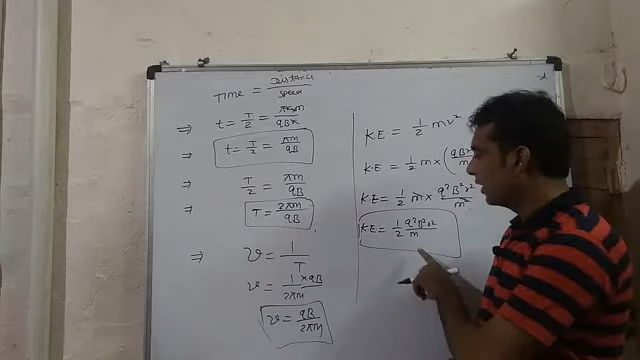 Time = Distance / Speed
⇒ t = T/2 = πrm / qBr
⇒ t = T/2 = πm / qB
⇒ T/2 = πm / qB
⇒ T = 2πm / qB
⇒ ν = 1 / T
ν = 1 / 2πm × qB
ν = qB / 2πm
K.E = 1/2 mv²
K.E = 1/2 m × (qBr / m
K.E = 1/2 m × q²B²r² / m²
K.E = 1/2 q²B²r² / m